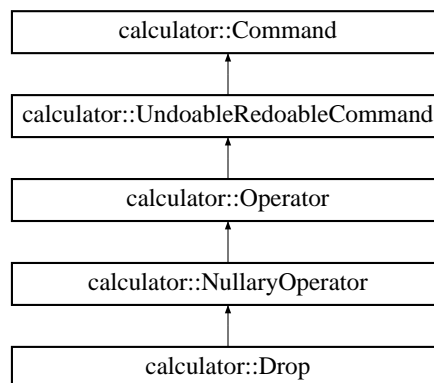 calculator::Command
calculator::UndoableRedoableCommand
calculator::Operator
calculator::NullaryOperator
calculator::Drop